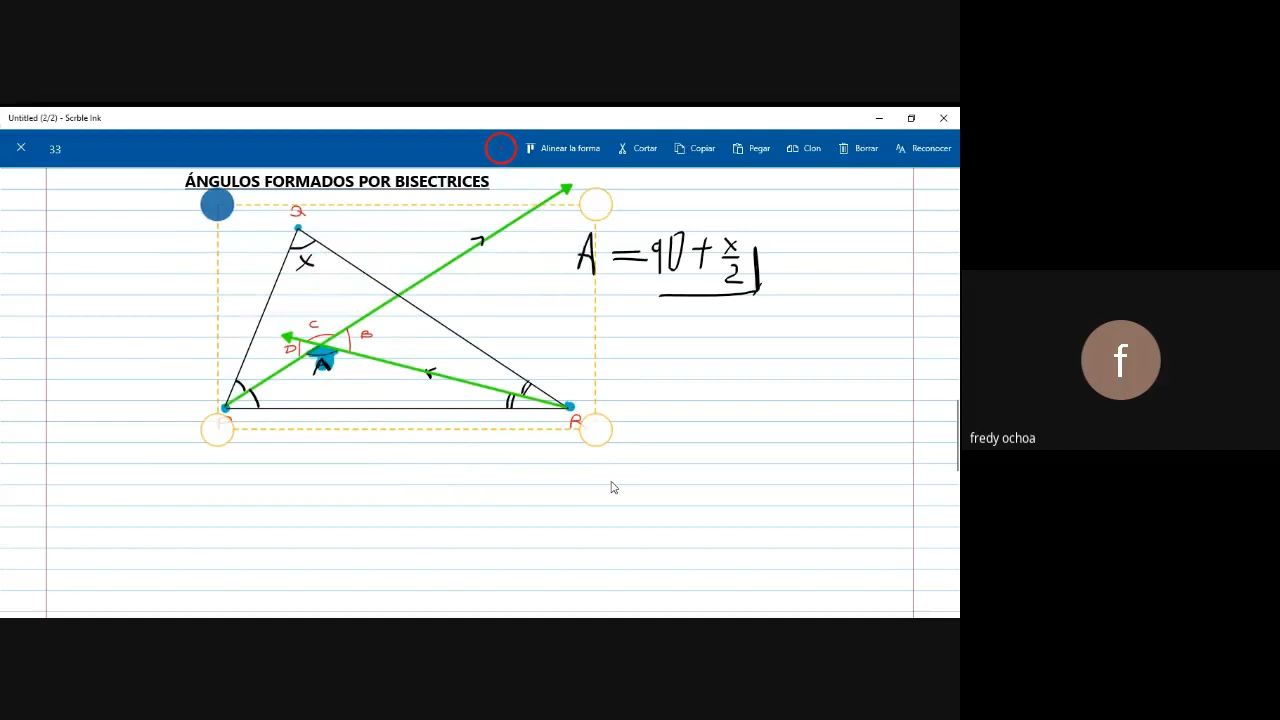 Untitled (2/2) - Scrble Ink
33
Alinear la forma
Cortar
Copiar
Pegar
Clon
Borrar
Reconocer
ÁNGULOS FORMADOS POR BISECTRICES
Q
X
A = 90 + x/2
C
B
D
A
R
f
fredy ochoa